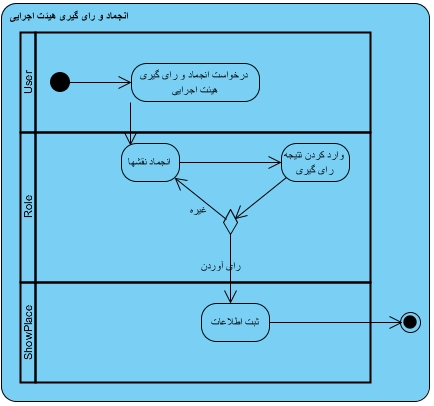 انجماد و رای گیری هیئت اجرایی
User
درخواست انجماد و رای گیری
هیئت اجرایی
Role
انجماد نقشها
وارد کردن نتیجه
رای گیری
غیره
رای آوردن
ShowPlace
ثبت اطلاعات